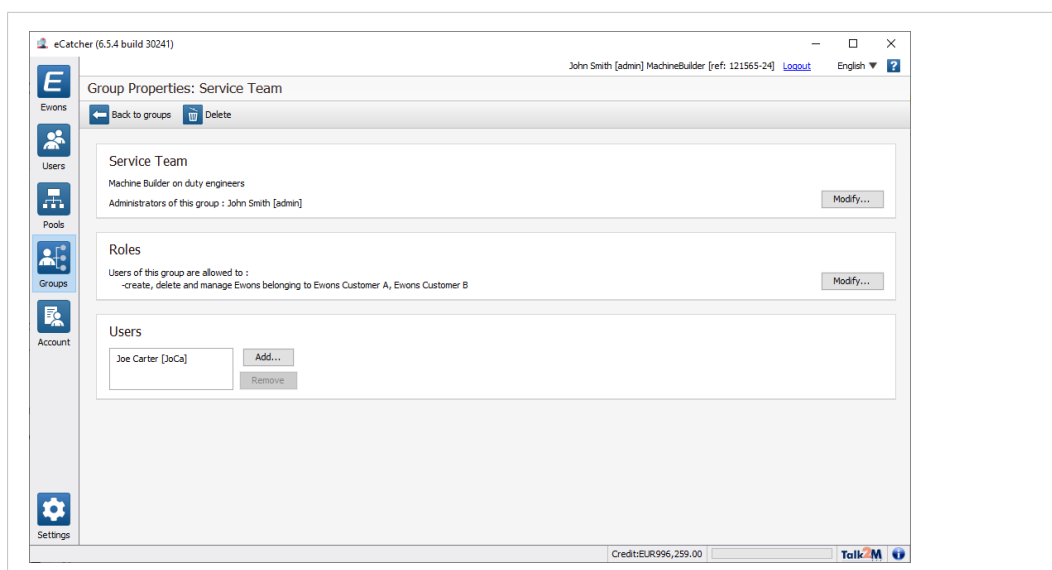 eCatcher (6.5.4 build 30241)
John Smith [admin] MachineBuilder [ref: 121565-24] Logout English
Group Properties: Service Team
Back to groups Delete
Ewons
Users
Pools
Groups
Account
Settings
Service Team
Machine Builder on duty engineers
Administrators of this group : John Smith [admin]
Modify...
Roles
Users of this group are allowed to :
-create, delete and manage Ewons belonging to Ewons Customer A, Ewons Customer B
Modify...
Users
Joe Carter [JoCa]
Add...
Remove
Credit:EUR996,259.00
Talk2M